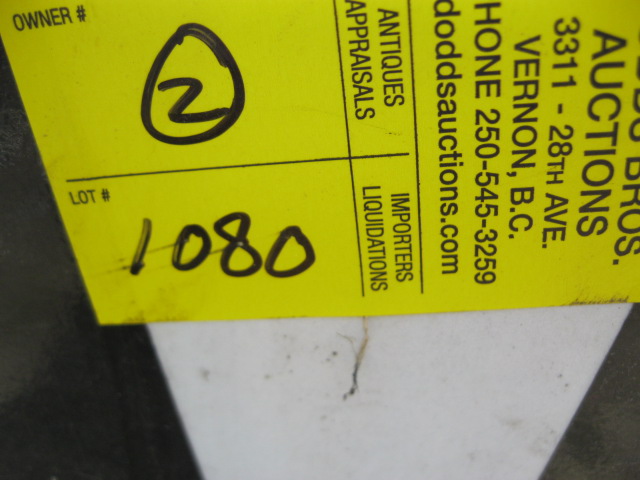 OWNER #
2
LOT #
1080
ANTIQUES
APPRAISALS
IMPORTERS
LIQUIDATIONS
BROS.
AUCTIONS
3311 - 28TH AVE.
VERNON, B.C.
HONE 250-545-3259
doddsauctions.com